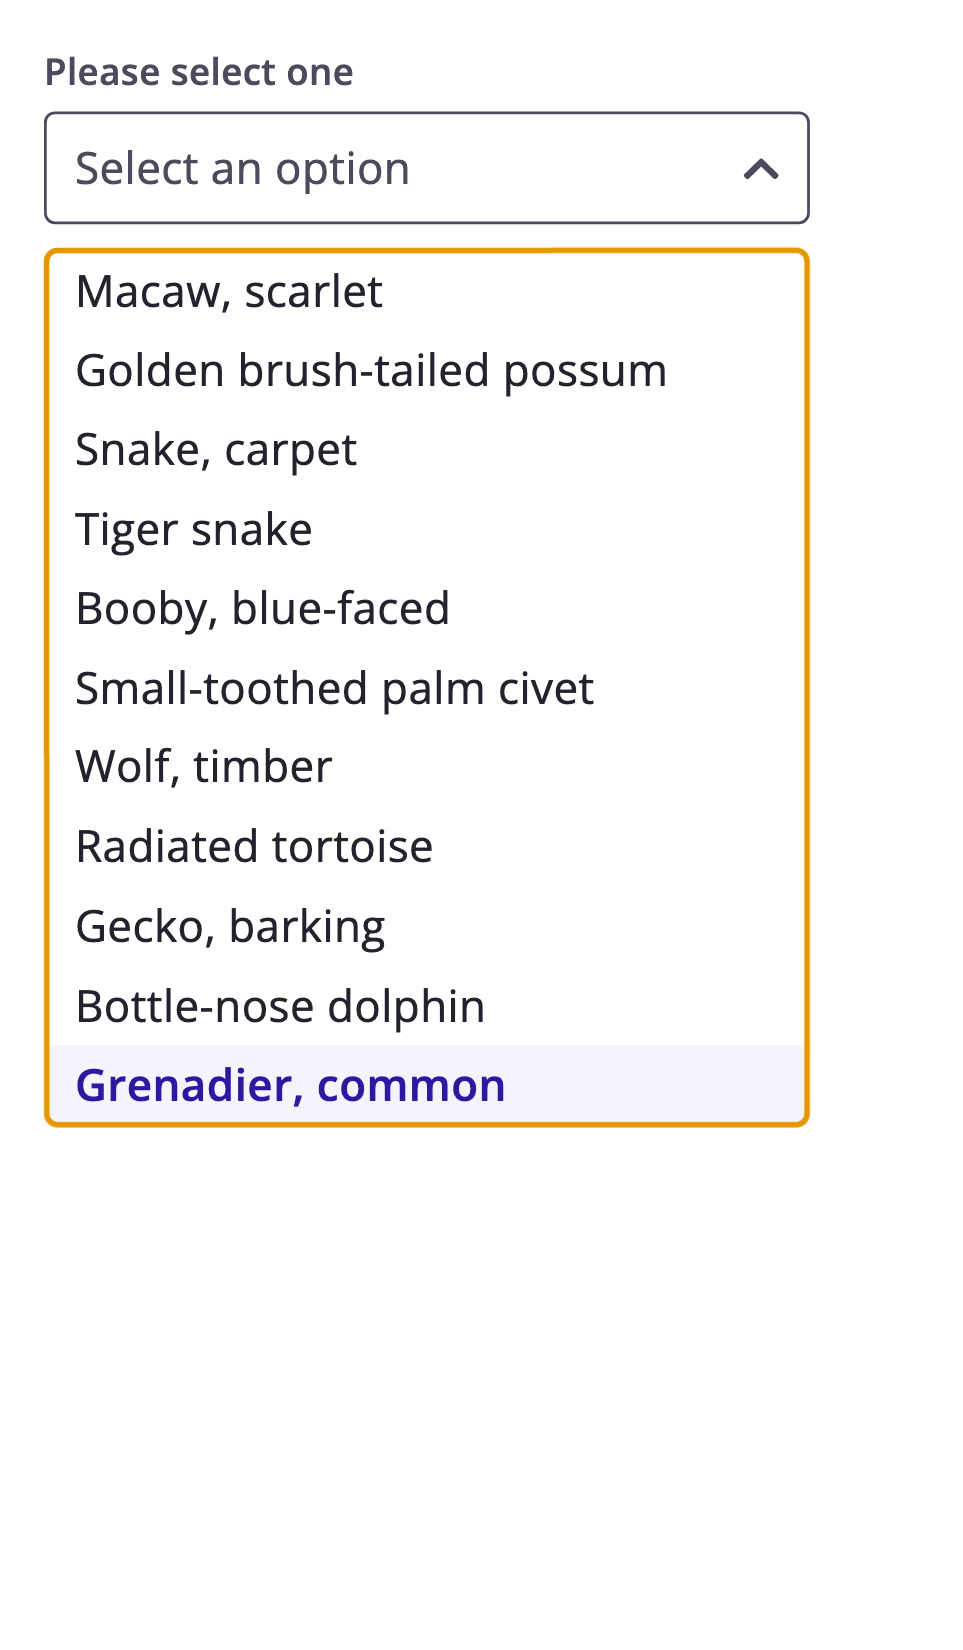 Please select one
Select an option
Macaw, scarlet
Golden brush-tailed possum
Snake, carpet
Tiger snake
Booby, blue-faced
Small-toothed palm civet
Wolf, timber
Radiated tortoise
Gecko, barking
Bottle-nose dolphin
Grenadier, common